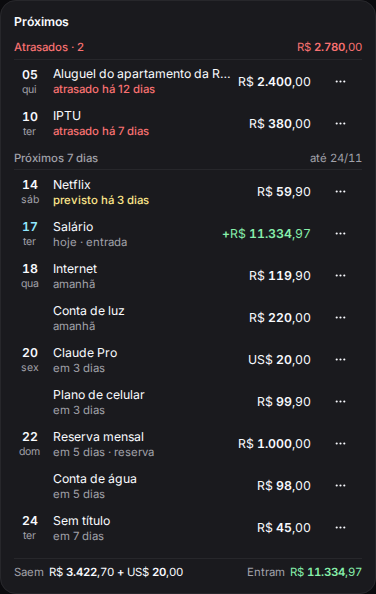 Próximos
Atrasados · 2 R$ 2.780,00
05 Aluguel do apartamento da R... R$ 2.400,00 ···
qui atrasado há 12 dias
10 IPTU R$ 380,00 ···
ter atrasado há 7 dias
Próximos 7 dias até 24/11
14 Netflix R$ 59,90 ···
sáb previsto há 3 dias
17 Salário +R$ 11.334,97 ···
ter hoje · entrada
18 Internet R$ 119,90 ···
qua amanhã
Conta de luz R$ 220,00 ···
amanhã
20 Claude Pro US$ 20,00 ···
sex em 3 dias
Plano de celular R$ 99,90 ···
em 3 dias
22 Reserva mensal R$ 1.000,00 ···
dom em 5 dias · reserva
Conta de água R$ 98,00 ···
em 5 dias
24 Sem título R$ 45,00 ···
ter em 7 dias
Saem R$ 3.422,70 + US$ 20,00 Entram R$ 11.334,97